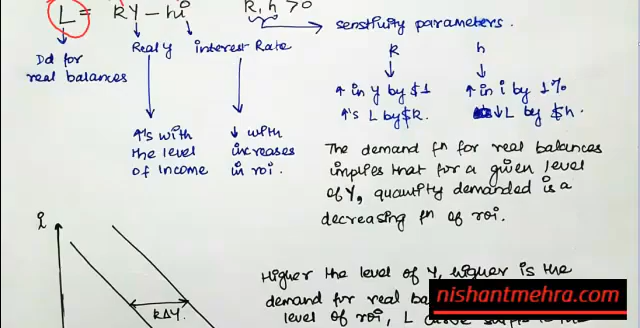 L = kY - hi   k, h > 0
sensitivity parameters.
Dd for real balances
Real Y
interest Rate
↑s with the level of income
↓ with increases in roi.
k
↑ in Y by $1
↑'s L by $k.
h
↑ in i by 1%
↓ L by $h.
The demand fn for real balances
implies that for a given level
of Y, quantity demanded is a
decreasing fn of roi.
i
kΔY.
Higher the level of Y, higher is the
demand for real
level of roi, L
nishantmehra.com